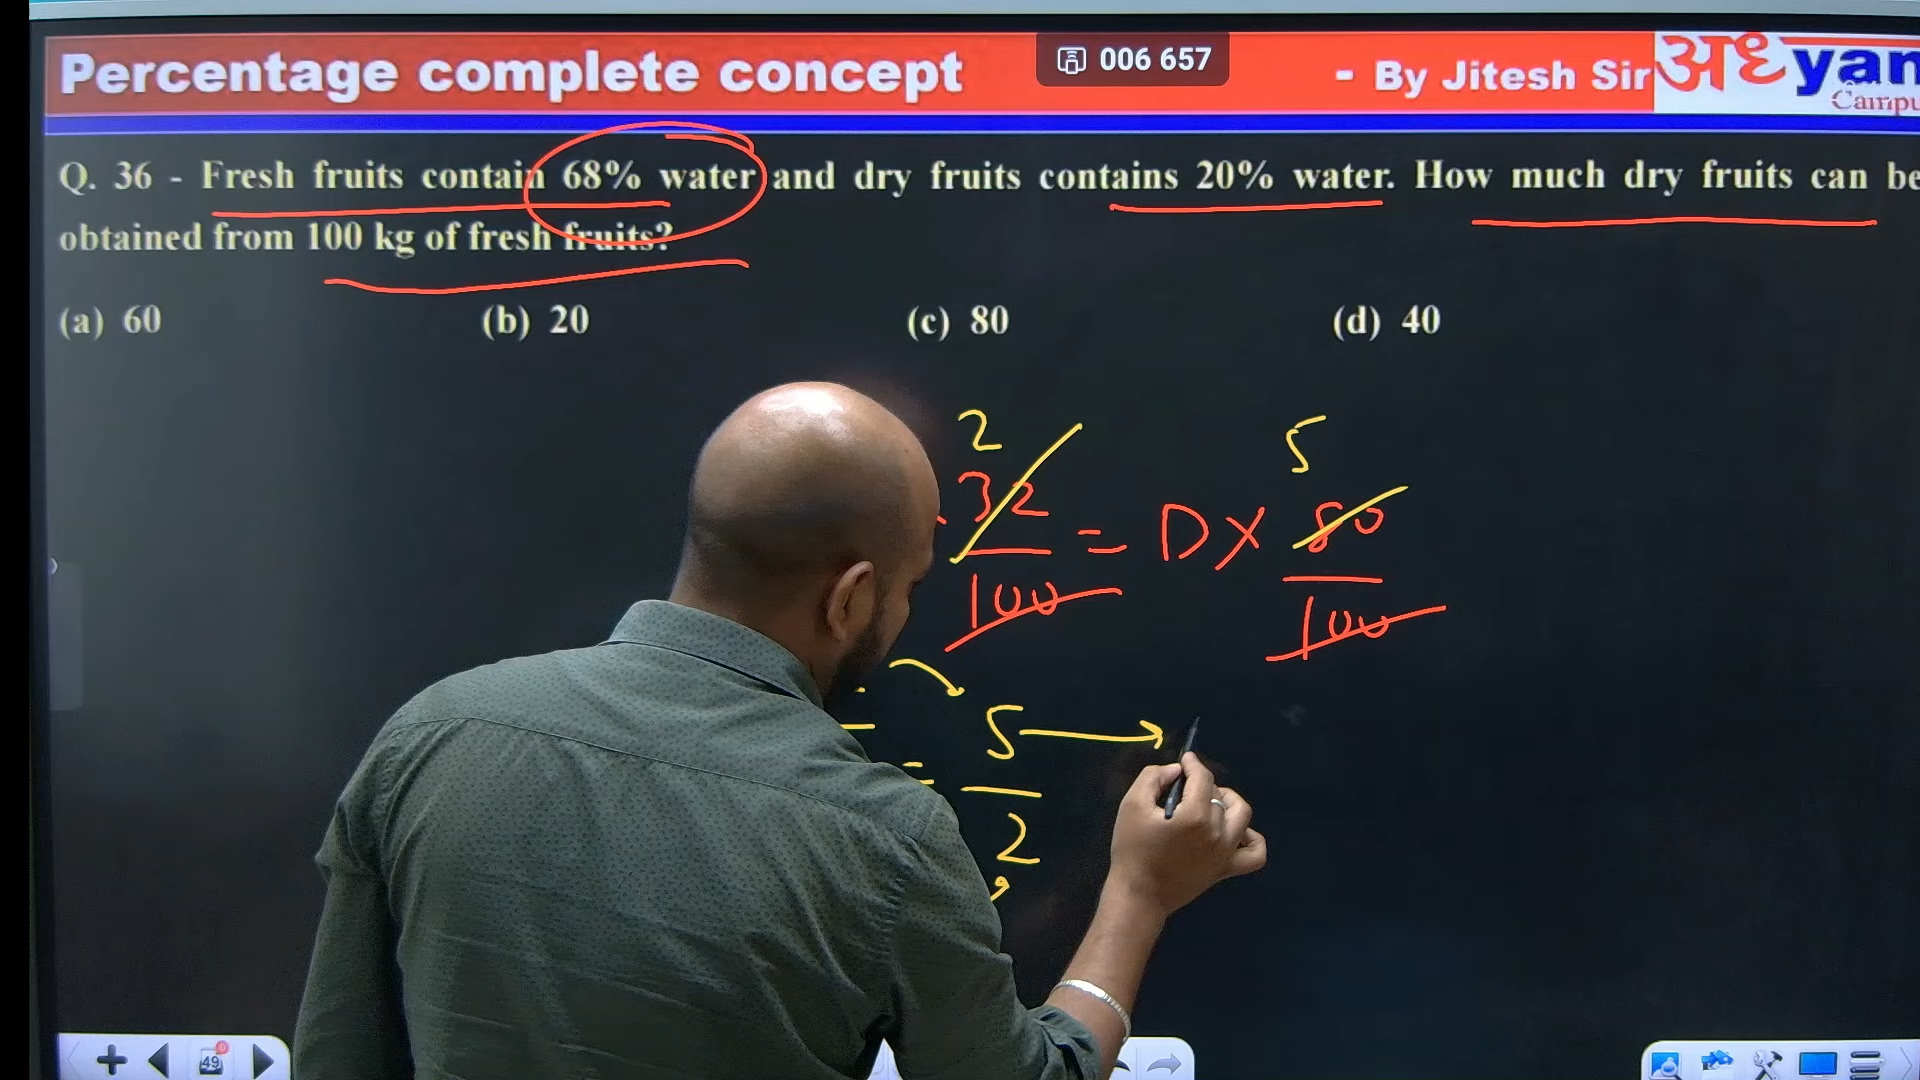 Percentage complete concept
006 657
- By Jitesh Sir
अध्yan
Campu
Q. 36 - Fresh fruits contain 68% water and dry fruits contains 20% water. How much dry fruits can be
obtained from 100 kg of fresh fruits?
(a) 60 (b) 20 (c) 80 (d) 40
2 5
32 = D X 80
100 100
= 5
2
49